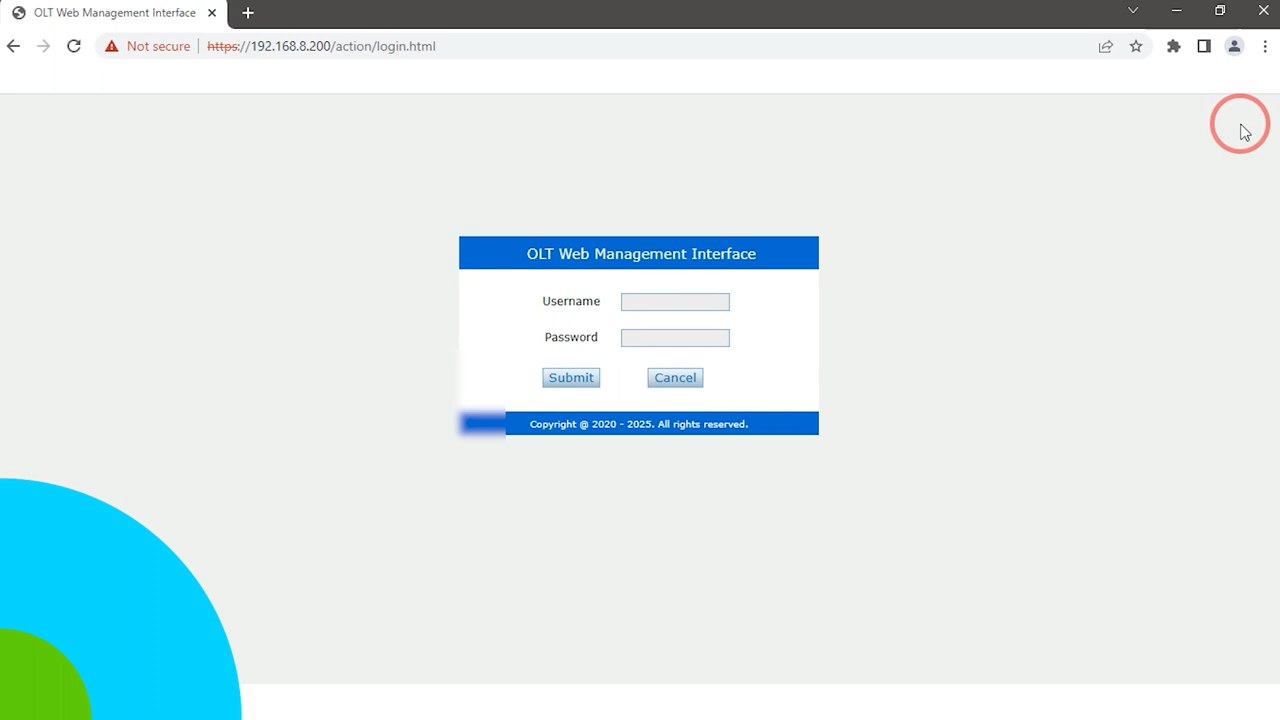 OLT Web Management Interface
Not secure
https://192.168.8.200/action/login.html
OLT Web Management Interface
Username
Password
Submit Cancel
Copyright @ 2020 - 2025. All rights reserved.